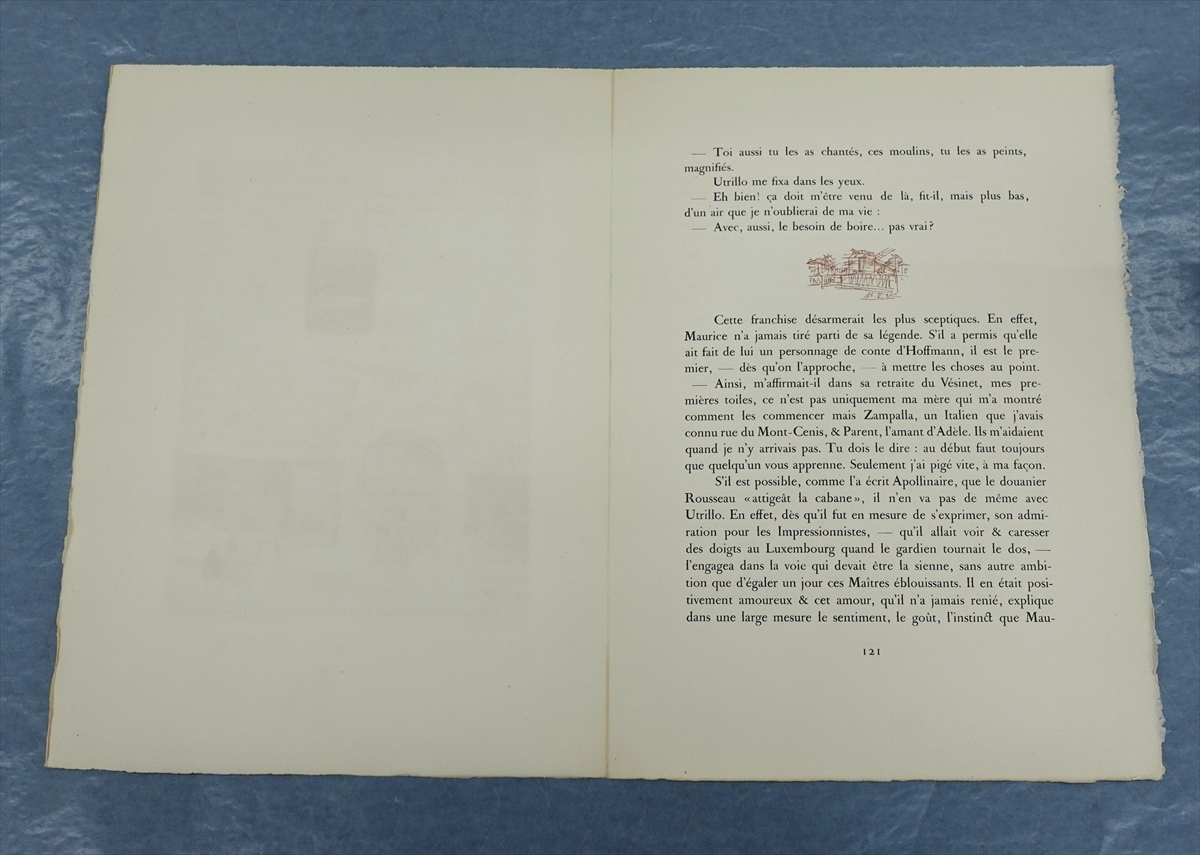 — Toi aussi tu les as chantés, ces moulins, tu les as peints,
magnifiés.
Utrillo me fixa dans les yeux.
— Eh bien! ça doit m'être venu de là, fit-il, mais plus bas,
d'un air que je n'oublierai de ma vie :
— Avec, aussi, le besoin de boire... pas vrai?
Cette franchise désarmerait les plus sceptiques. En effet,
Maurice n'a jamais tiré parti de sa légende. S'il a permis qu'elle
ait fait de lui un personnage de conte d'Hoffmann, il est le pre-
mier, — dès qu'on l'approche, — à mettre les choses au point.
— Ainsi, m'affirmait-il dans sa retraite du Vésinet, mes pre-
mières toiles, ce n'est pas uniquement ma mère qui m'a montré
comment les commencer mais Zampalla, un Italien que j'avais
connu rue du Mont-Cenis, & Parent, l'amant d'Adèle. Ils m'aidaient
quand je n'y arrivais pas. Tu dois le dire : au début faut toujours
que quelqu'un vous apprenne. Seulement j'ai pigé vite, à ma façon.
S'il est possible, comme l'a écrit Apollinaire, que le douanier
Rousseau «attigeât la cabane», il n'en va pas de même avec
Utrillo. En effet, dès qu'il fut en mesure de s'exprimer, son admi-
ration pour les Impressionnistes, — qu'il allait voir & caresser
des doigts au Luxembourg quand le gardien tournait le dos, —
l'engagea dans la voie qui devait être la sienne, sans autre ambi-
tion que d'égaler un jour ces Maîtres éblouissants. Il en était posi-
tivement amoureux & cet amour, qu'il n'a jamais renié, explique
dans une large mesure le sentiment, le goût, l'instinct que Mau-
121